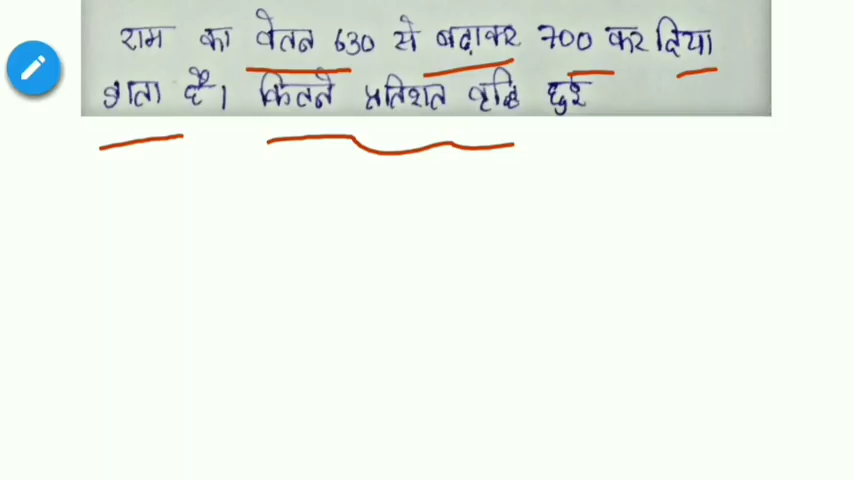 राम का वेतन 630 से बढ़ाकर 700 कर दिया
जाता है। कितने प्रतिशत वृद्धि हुई